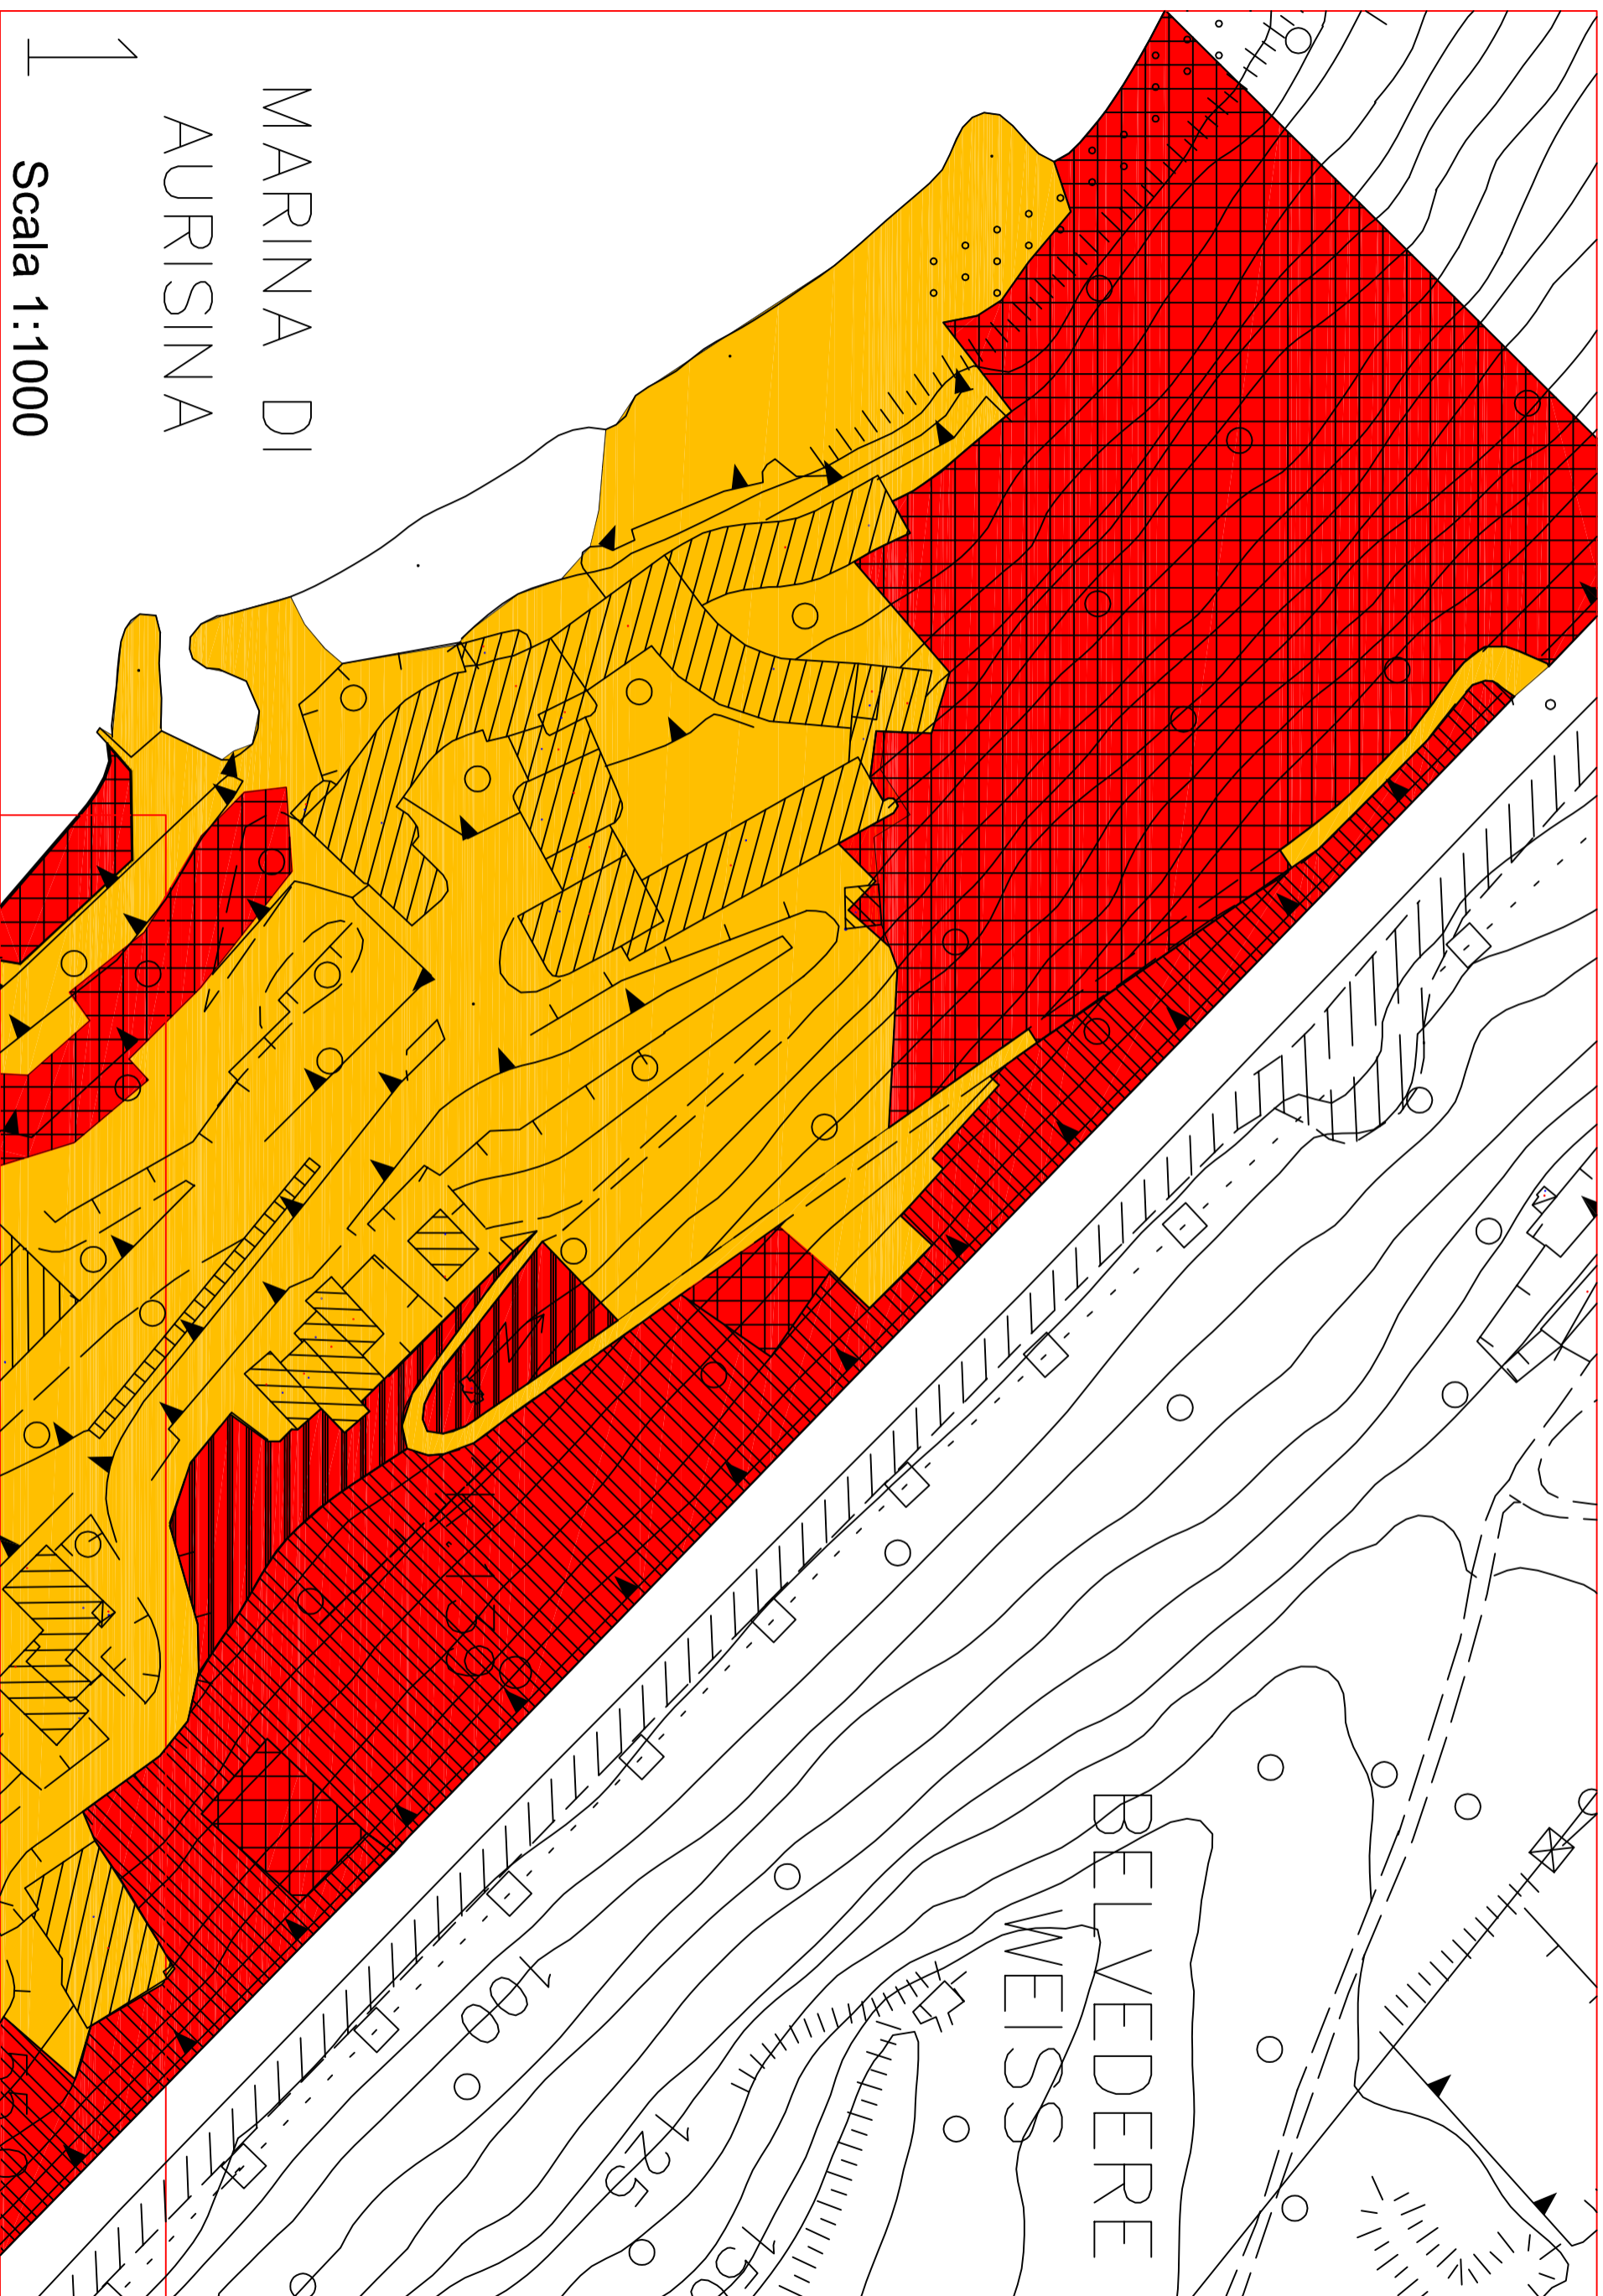 MARINA DI
AURISINA
1 Scala 1:1000
BELVEDERE
WEISS
100
125